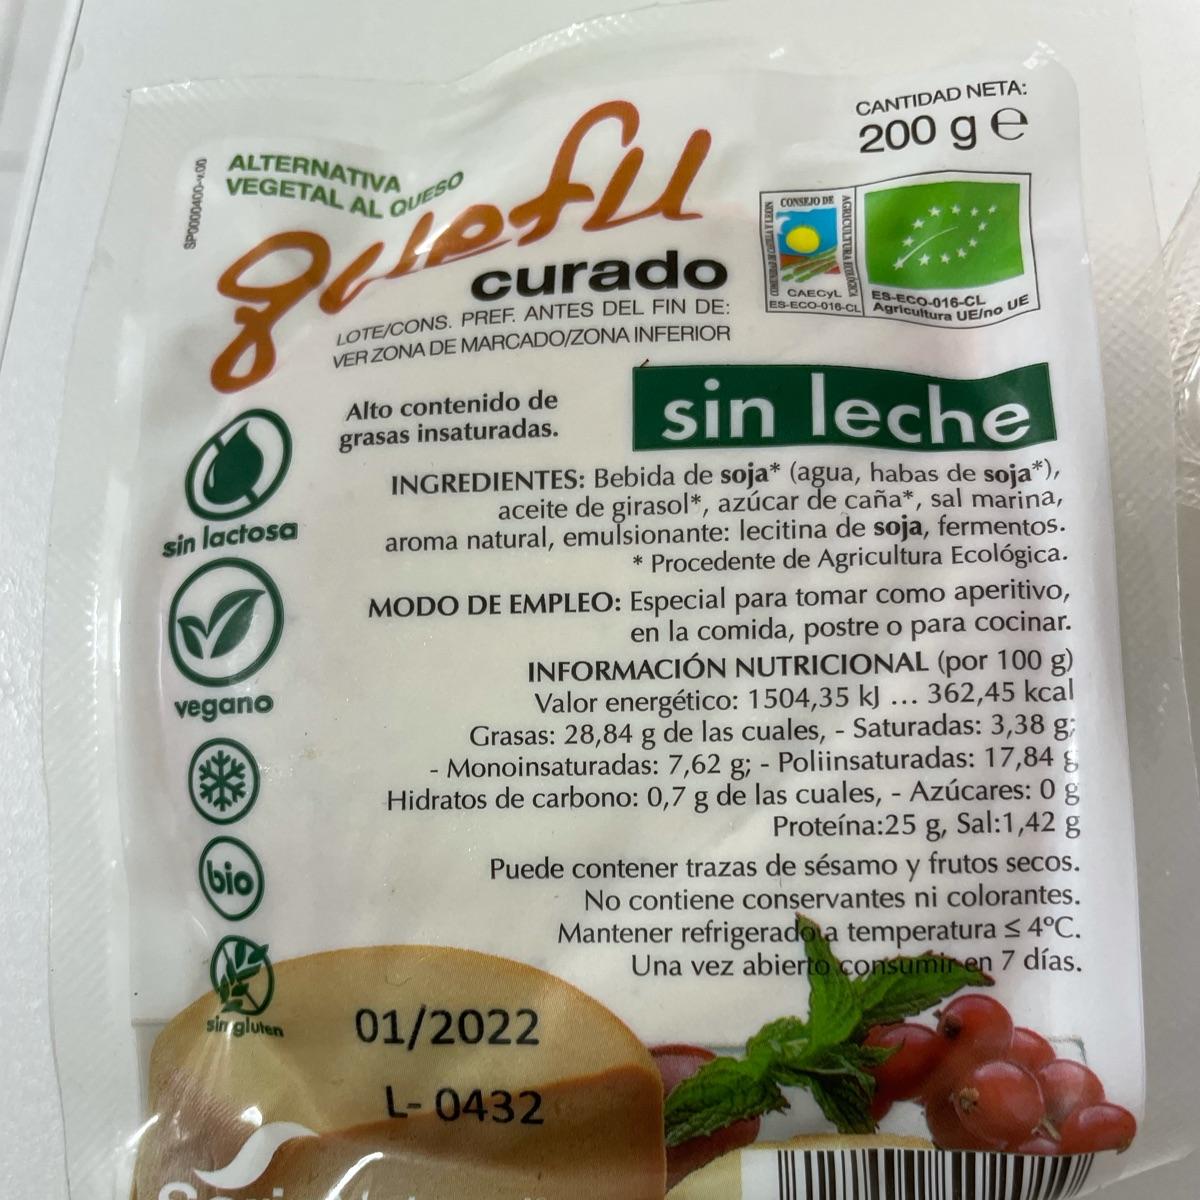 SP0000400-v.00
ALTERNATIVA
VEGETAL AL QUESO
quefu
curado
LOTE/CONS. PREF. ANTES DEL FIN DE:
VER ZONA DE MARCADO/ZONA INFERIOR
CANTIDAD NETA:
200 g e
CONSEJO DE
AGRICULTURA ECOLÓGICA
CAECyL
ES-ECO-016-CL
ES-ECO-016-CL
Agricultura UE/no UE
Alto contenido de
grasas insaturadas.
sin leche
sin lactosa
vegano
bio
sin gluten
INGREDIENTES: Bebida de soja* (agua, habas de soja*),
aceite de girasol*, azúcar de caña*, sal marina,
aroma natural, emulsionante: lecitina de soja, fermentos.
* Procedente de Agricultura Ecológica.
MODO DE EMPLEO: Especial para tomar como aperitivo,
en la comida, postre o para cocinar.
INFORMACIÓN NUTRICIONAL (por 100 g)
Valor energético: 1504,35 kJ ... 362,45 kcal
Grasas: 28,84 g de las cuales, - Saturadas: 3,38 g;
- Monoinsaturadas: 7,62 g; - Poliinsaturadas: 17,84 g
Hidratos de carbono: 0,7 g de las cuales, - Azúcares: 0 g
Proteína:25 g, Sal:1,42 g
Puede contener trazas de sésamo y frutos secos.
No contiene conservantes ni colorantes.
Mantener refrigerado a temperatura ≤ 4ºC.
Una vez abierto consumir en 7 días.
01/2022
L- 0432